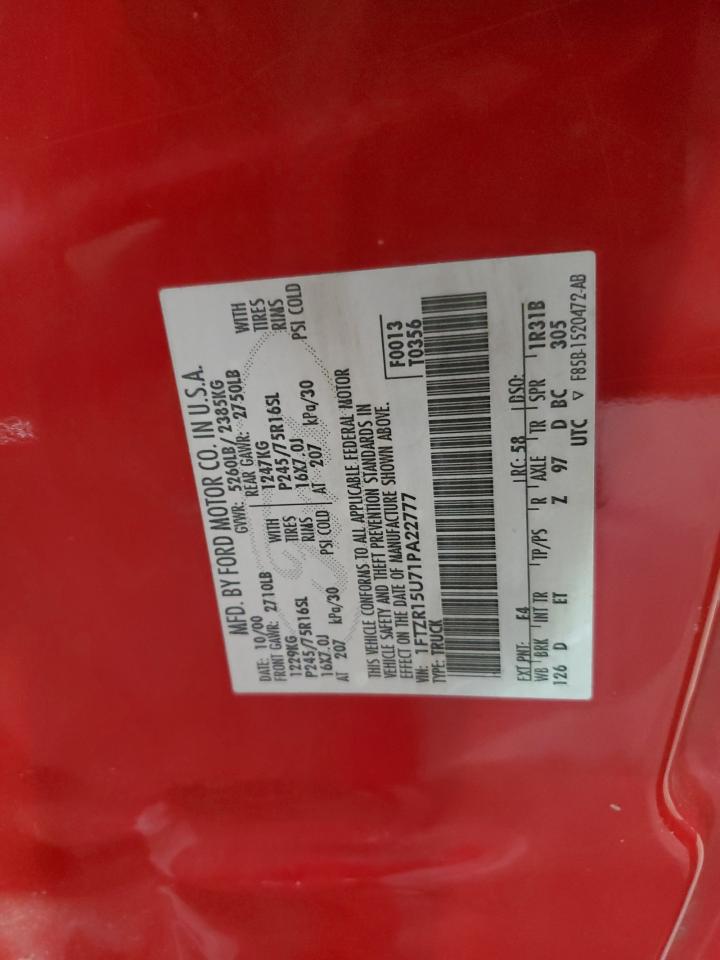 MFD. BY FORD MOTOR CO. IN U.S.A.
DATE: 10/00 GVWR: 5260LB/ 2385KG
FRONT GAWR: 2710LB REAR GAWR: 2750LB
1229KG WITH 1247KG WITH
P245/75R16SL TIRES P245/75R16SL TIRES
16X7.0J RIMS 16X7.0J RIMS
AT 207 kPa/30 PSI COLD AT 207 kPa/30 PSI COLD
THIS VEHICLE CONFORMS TO ALL APPLICABLE FEDERAL MOTOR
VEHICLE SAFETY AND THEFT PREVENTION STANDARDS IN
EFFECT ON THE DATE OF MANUFACTURE SHOWN ABOVE.
VIN: 1FTZR15U71PA22777 F0013
TYPE: TRUCK T0356
EXT PNT: E4 RC: 58 DSO:
WB BRK INT TR TP/PS R AXLE TR SPR 1R31B
126 D ET Z 97 D BC 305
UTC ▽ F85B-1520472-AB